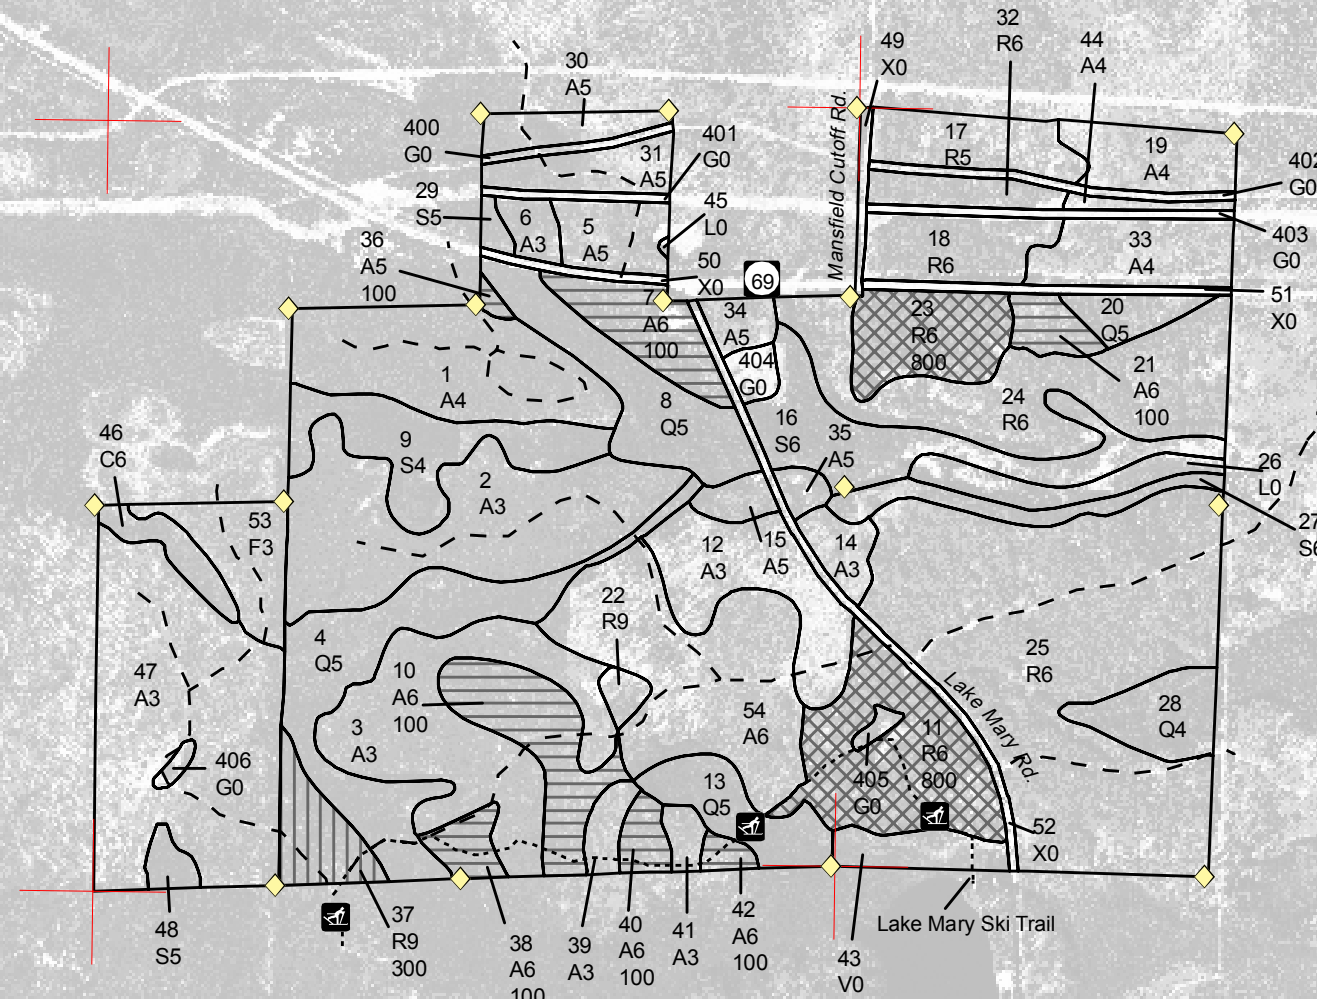 32
R6
49
X0
44
A4
30
A5
400
G0
401
G0
31
A5
17
R5
19
A4
402
G0
29
S5
6
A3
5
A5
45
L0
Mansfield Cutoff Rd.
18
R6
33
A4
403
G0
36
A5
100
50
X0
69
51
X0
7
A6
100
34
A5
404
G0
23
R6
800
20
Q5
21
A6
100
1
A4
8
Q5
16
S6
24
R6
35
A5
46
C6
9
S4
2
A3
26
L0
27
S6
53
F3
12
A3
15
A5
14
A3
22
R9
4
Q5
10
A6
100
25
R6
47
A3
3
A3
54
A6
28
Q4
Lake Mary Rd.
11
R6
800
406
G0
13
Q5
405
G0
52
X0
48
S5
37
R9
300
38
A6
100
39
A3
40
A6
100
41
A3
42
A6
100
43
V0
Lake Mary Ski Trail